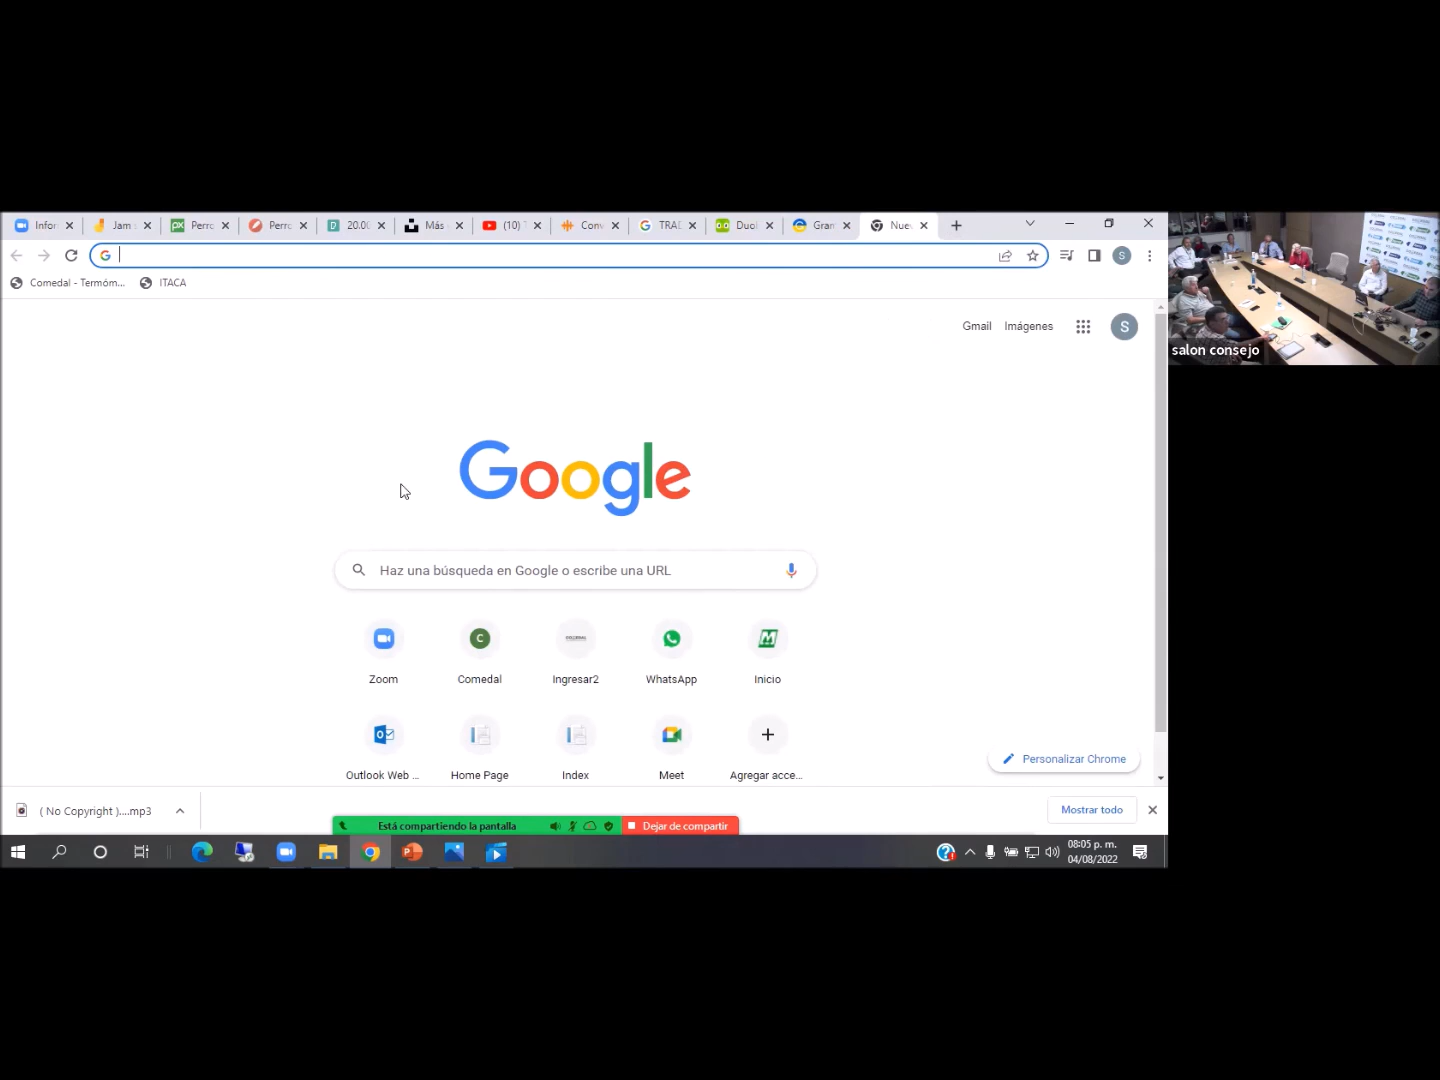 Infor
Jam
Perro
Perro
20.00
Más
(10)
Conv
TRAD
Duol
Gran
Nuev
Comedal - Termóm...
ITACA
S
Gmail
Imágenes
S
salon consejo
Google
Haz una búsqueda en Google o escribe una URL
Zoom
C
Comedal
Ingresar2
WhatsApp
Inicio
Outlook Web ...
Home Page
Index
Meet
Agregar acce...
Personalizar Chrome
( No Copyright )....mp3
Mostrar todo
Está compartiendo la pantalla
Dejar de compartir
08:05 p. m.
04/08/2022